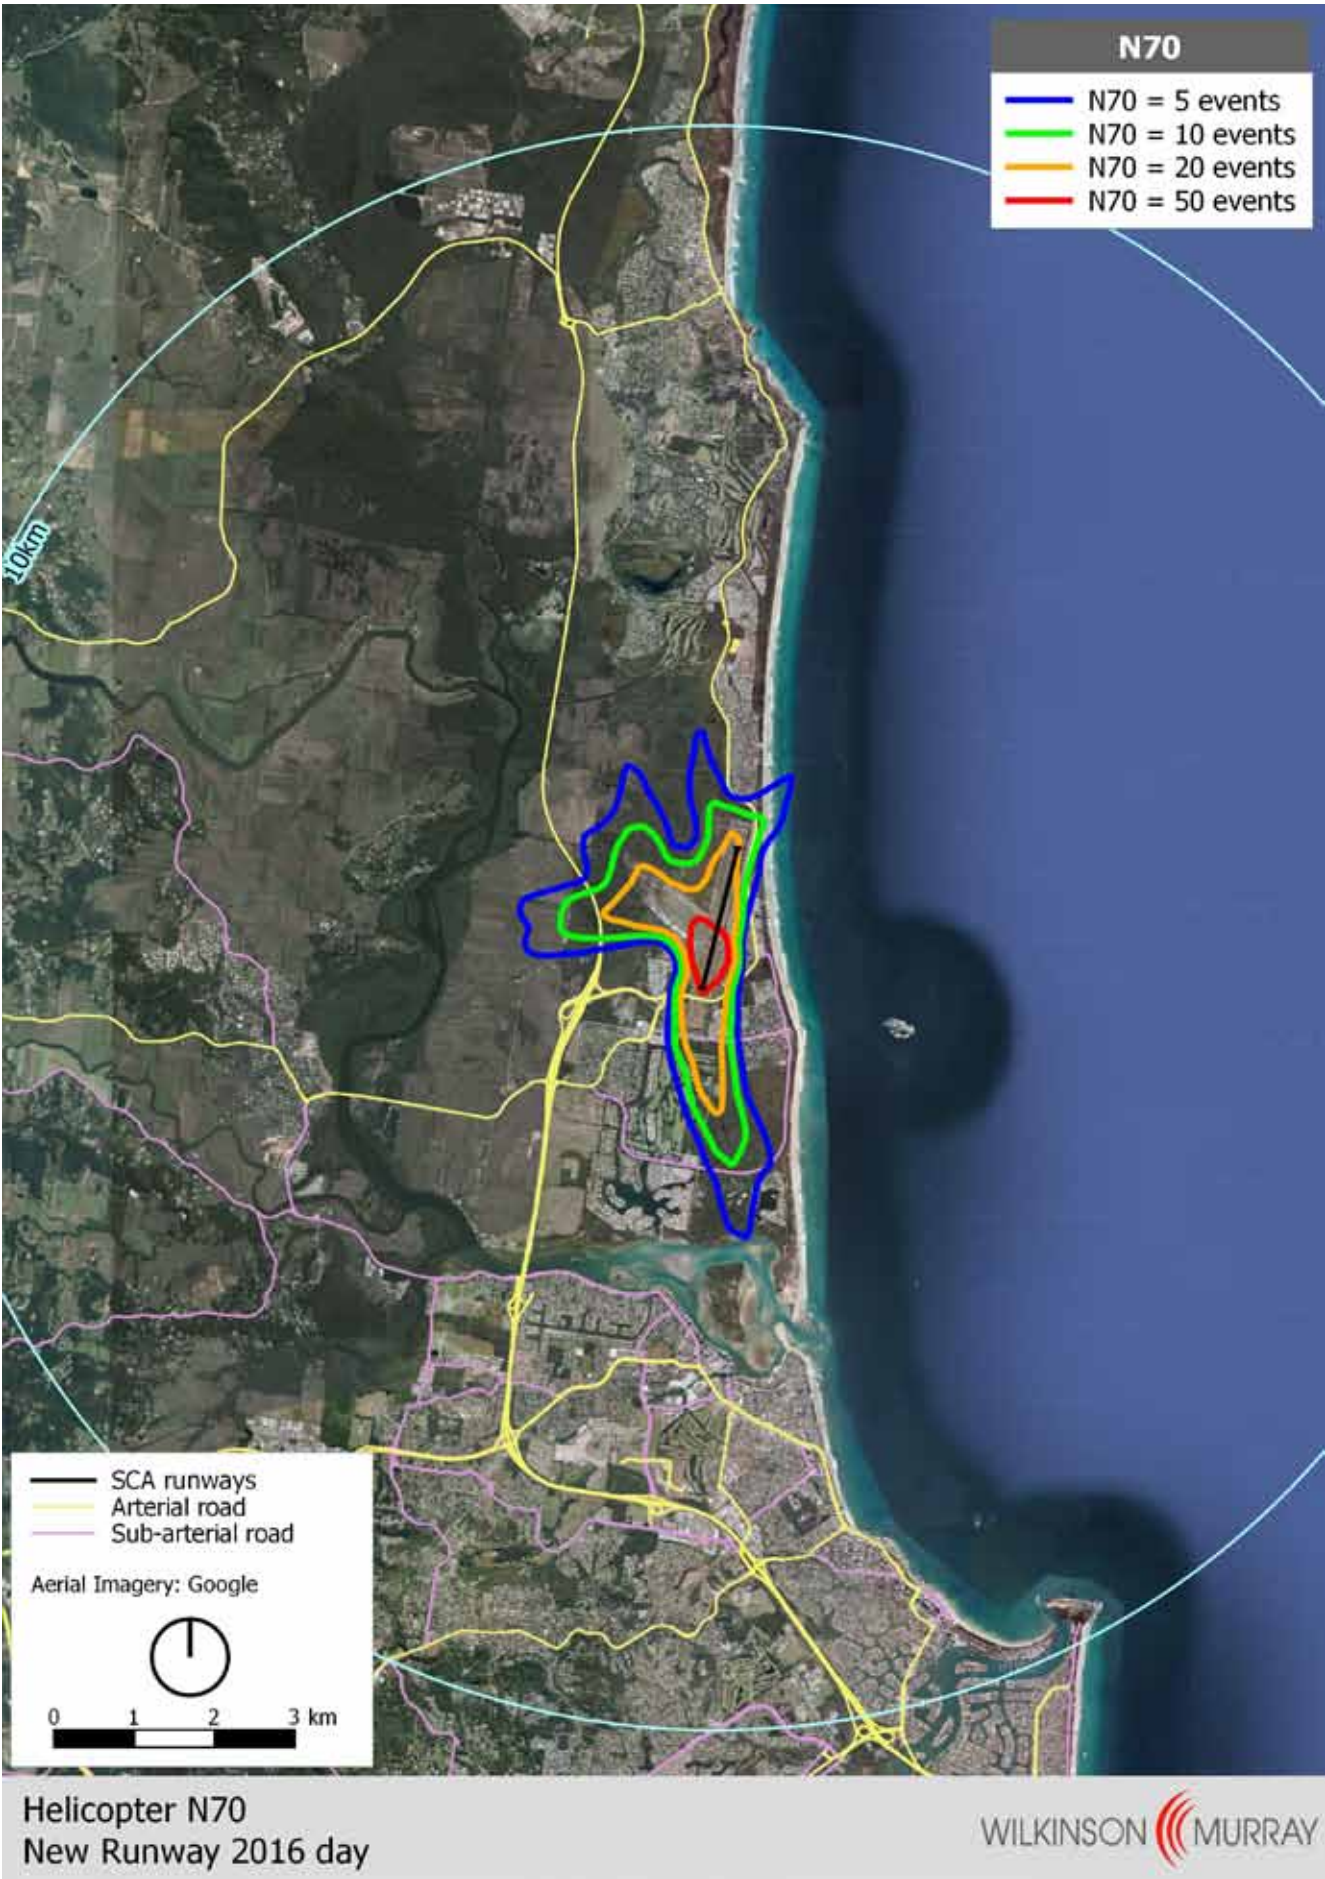 N70
N70 = 5 events
N70 = 10 events
N70 = 20 events
N70 = 50 events
10km
SCA runways
Arterial road
Sub-arterial road
Aerial Imagery: Google
0 1 2 3 km
Helicopter N70
New Runway 2016 day
WILKINSON MURRAY